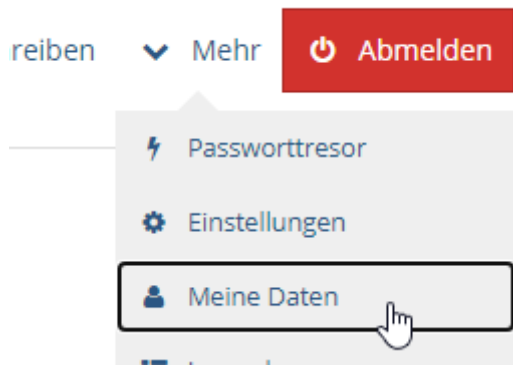 reiben
Mehr
Abmelden
Passworttresor
Einstellungen
Meine Daten